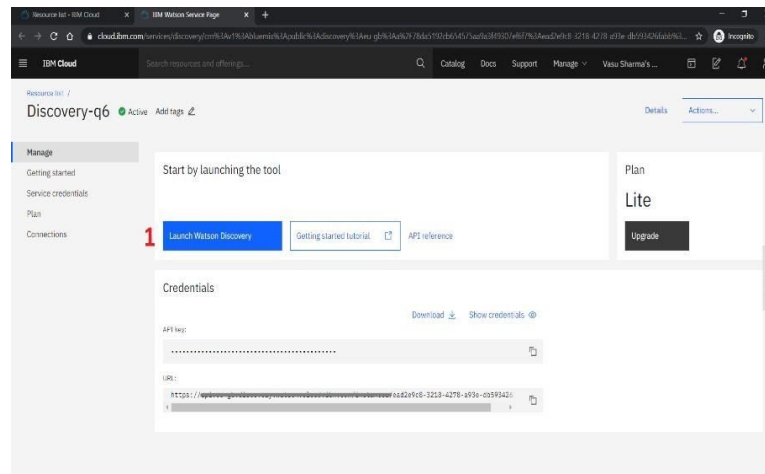 Resource list - IBM Cloud
IBM Watson Service Page
Incognito
IBM Cloud
Search resources and offerings...
Catalog Docs Support Manage Vasu Sharma's ...
Resource list /
Discovery-q6 Active Add tags Details Actions...
Manage
Getting started
Service credentials
Plan
Connections
Start by launching the tool
1 Launch Watson Discovery Getting started tutorial API reference
Plan
Lite
Upgrade
Credentials
Download Show credentials
API key:
URL:
https://